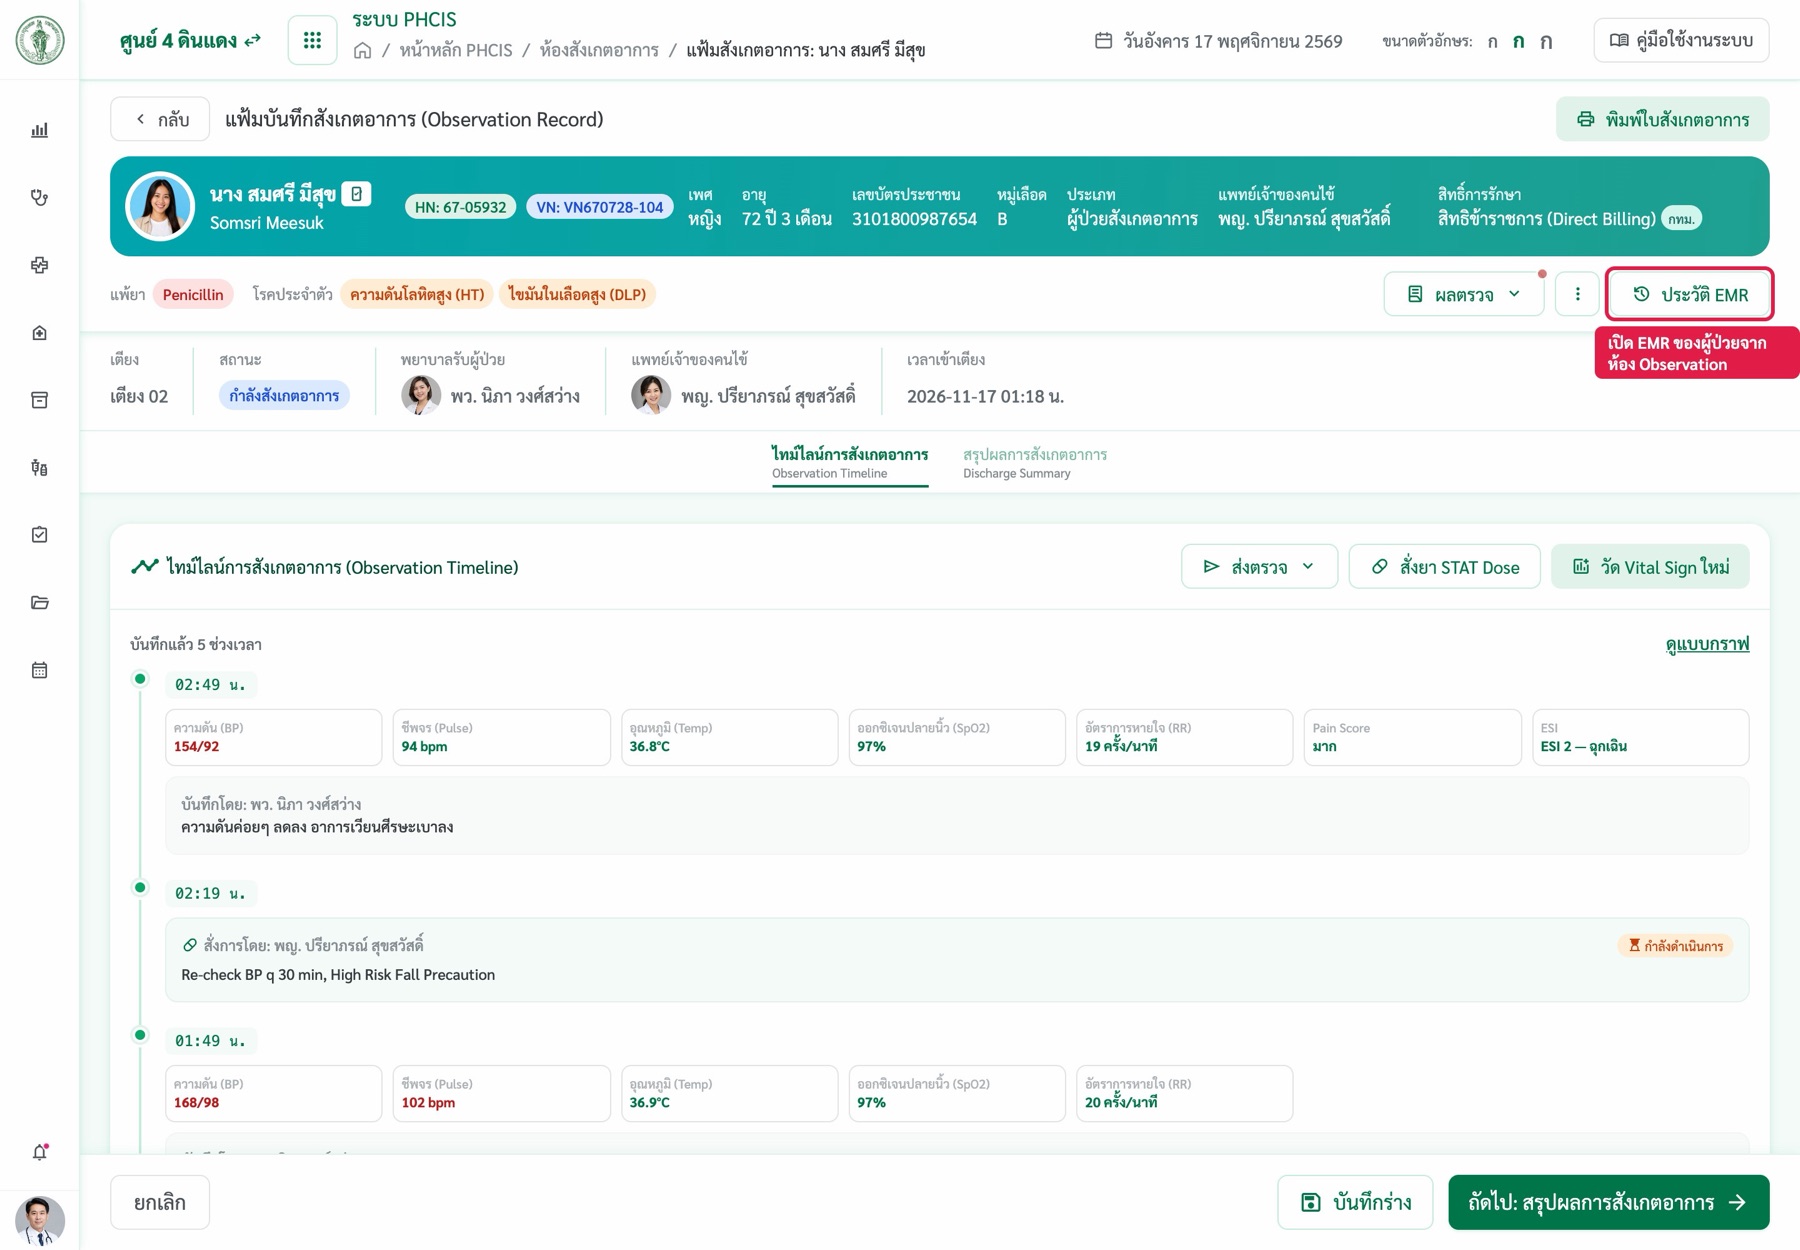 ศูนย์ 4 ดินแดง
ระบบ PHCIS
/ หน้าหลัก PHCIS / ห้องสังเกตอาการ / แฟ้มสังเกตอาการ: นาง สมศรี มีสุข
วันอังคาร 17 พฤศจิกายน 2569
ขนาดตัวอักษร: ก ก ก
คู่มือใช้งานระบบ
กลับ
แฟ้มบันทึกสังเกตอาการ (Observation Record)
พิมพ์ใบสังเกตอาการ
นาง สมศรี มีสุข
Somsri Meesuk
HN: 67-05932
VN: VN670728-104
เพศ
หญิง
อายุ
72 ปี 3 เดือน
เลขบัตรประชาชน
3101800987654
หมู่เลือด
B
ประเภท
ผู้ป่วยสังเกตอาการ
แพทย์เจ้าของคนไข้
พญ. ปรียาภรณ์ สุขสวัสดิ์
สิทธิ์การรักษา
สิทธิข้าราชการ (Direct Billing) กทม.
แพ้ยา Penicillin โรคประจำตัว ความดันโลหิตสูง (HT) ไขมันในเลือดสูง (DLP)
ผลตรวจ
ประวัติ EMR
เปิด EMR ของผู้ป่วยจาก
ห้อง Observation
เตียง
เตียง 02
สถานะ
กำลังสังเกตอาการ
พยาบาลรับผู้ป่วย
พว. นิภา วงศ์สว่าง
แพทย์เจ้าของคนไข้
พญ. ปรียาภรณ์ สุขสวัสดิ์
เวลาเข้าเตียง
2026-11-17 01:18 น.
ไทม์ไลน์การสังเกตอาการ
Observation Timeline
สรุปผลการสังเกตอาการ
Discharge Summary
ไทม์ไลน์การสังเกตอาการ (Observation Timeline)
ส่งตรวจ
สั่งยา STAT Dose
วัด Vital Sign ใหม่
บันทึกแล้ว 5 ช่วงเวลา
ดูแบบกราฟ
02:49 น.
ความดัน (BP)
154/92
ชีพจร (Pulse)
94 bpm
อุณหภูมิ (Temp)
36.8°C
ออกซิเจนปลายนิ้ว (SpO2)
97%
อัตราการหายใจ (RR)
19 ครั้ง/นาที
Pain Score
มาก
ESI
ESI 2 — ฉุกเฉิน
บันทึกโดย: พว. นิภา วงศ์สว่าง
ความดันค่อยๆ ลดลง อาการเวียนศีรษะเบาลง
02:19 น.
สั่งการโดย: พญ. ปรียาภรณ์ สุขสวัสดิ์
กำลังดำเนินการ
Re-check BP q 30 min, High Risk Fall Precaution
01:49 น.
ความดัน (BP)
168/98
ชีพจร (Pulse)
102 bpm
อุณหภูมิ (Temp)
36.9°C
ออกซิเจนปลายนิ้ว (SpO2)
97%
อัตราการหายใจ (RR)
20 ครั้ง/นาที
ยกเลิก
บันทึกร่าง
ถัดไป: สรุปผลการสังเกตอาการ